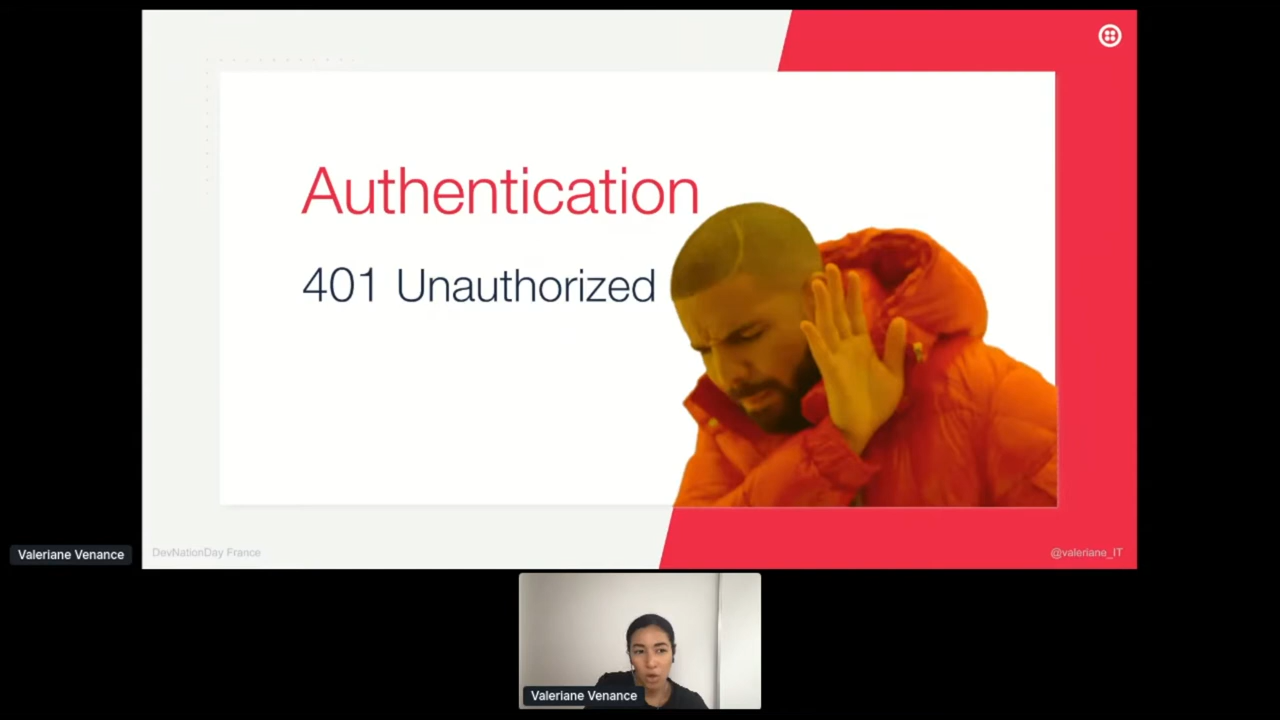 Authentication
401 Unauthorized
Valeriane Venance
DevNationDay France
@valeriane_IT
Valeriane Venance